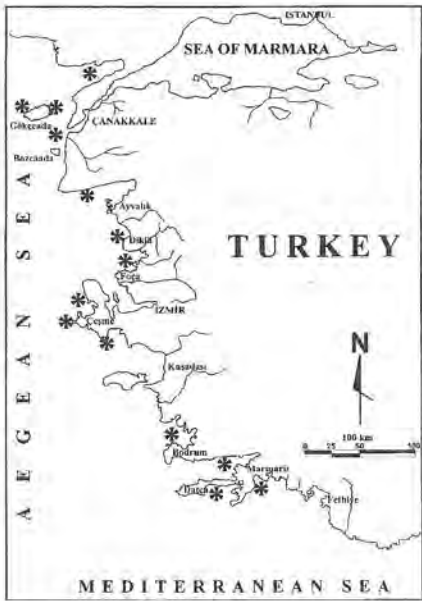 ISTANBUL
SEA OF MARMARA
Gökçeada
ÇANAKKALE
Bozcaada
Ayvalık
Dikili
TURKEY
Foça
İZMİR
Çeşme
N
Kuşadası
100 km
0 25 50 100
Bodrum
Marmaris
Datça
Fethiye
AEGEAN SEA
MEDITERRANEAN SEA